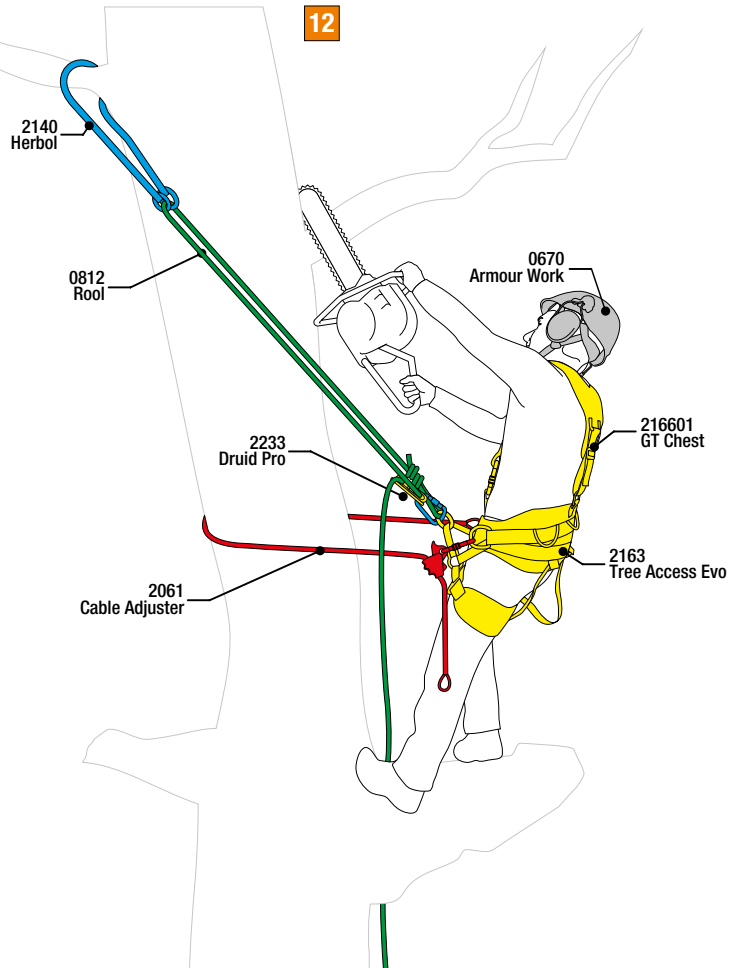 12
2140
Herbol
0812
Rool
0670
Armour Work
216601
GT Chest
2233
Druid Pro
2163
Tree Access Evo
2061
Cable Adjuster